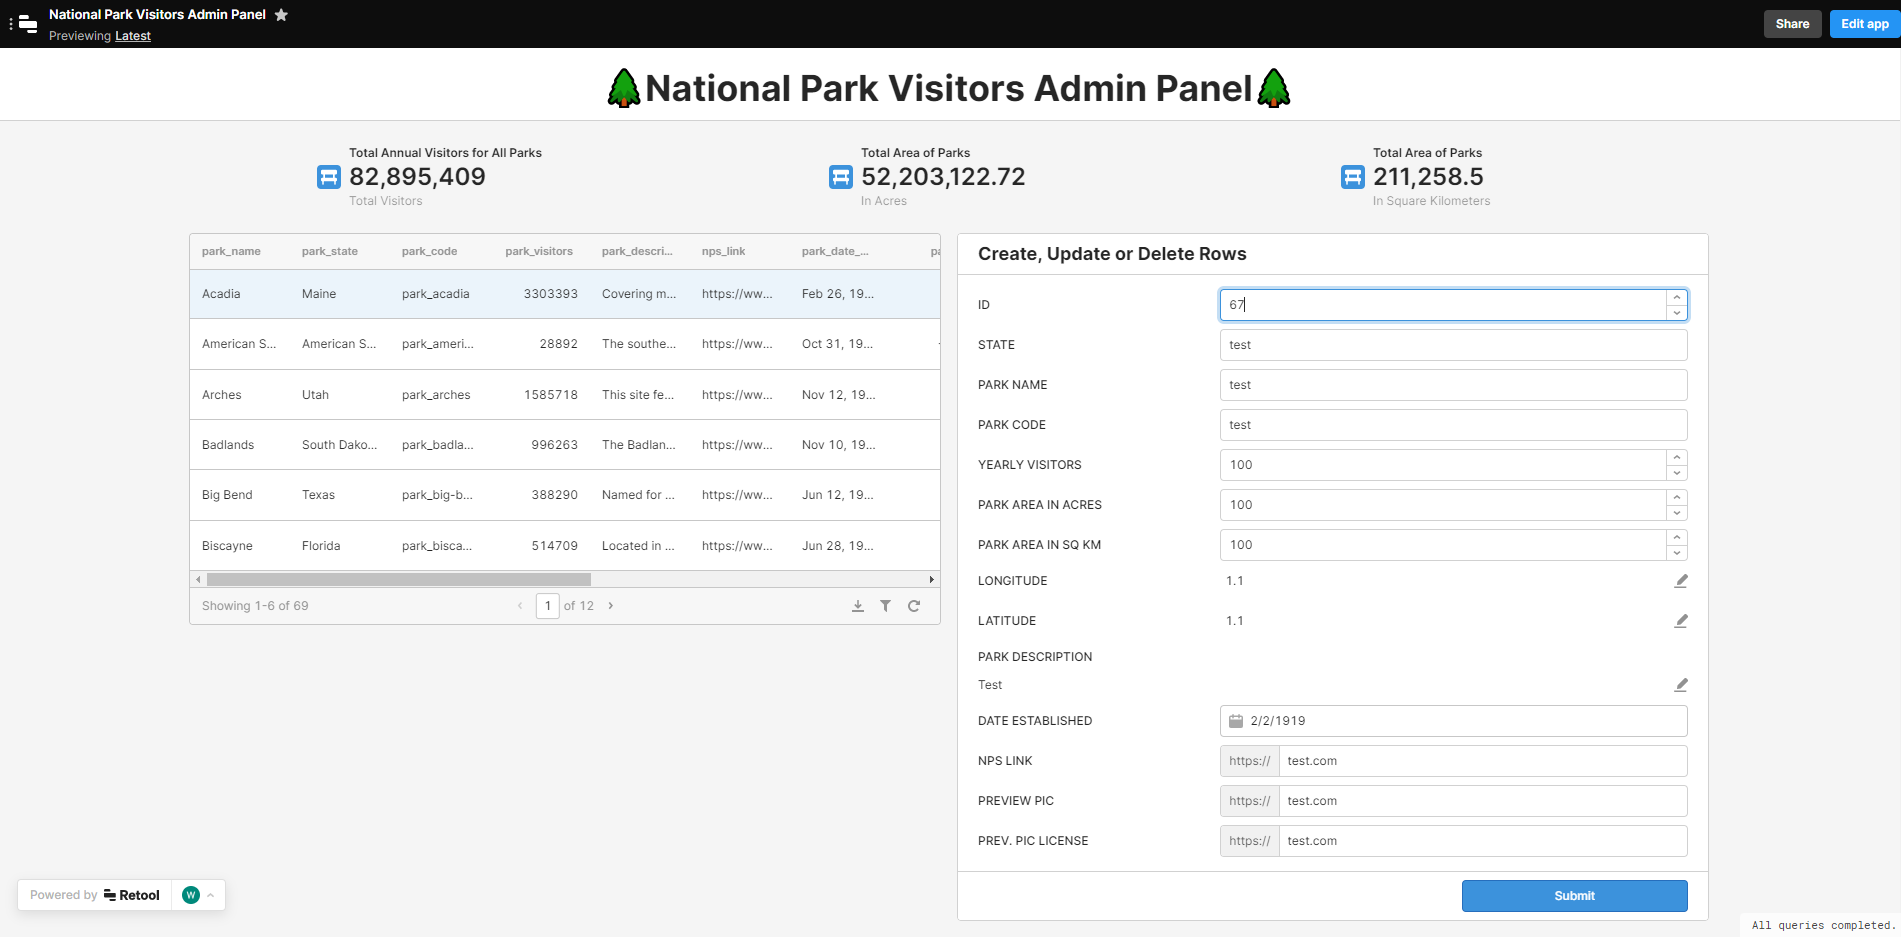 National Park Visitors Admin Panel
Previewing Latest
Share
Edit app
National Park Visitors Admin Panel
Total Annual Visitors for All Parks
82,895,409
Total Visitors
Total Area of Parks
52,203,122.72
In Acres
Total Area of Parks
211,258.5
In Square Kilometers
park_name park_state park_code park_visitors park_descri... nps_link park_date_... pa
Acadia Maine park_acadia 3303393 Covering m... https://ww... Feb 26, 19...
American S... American S... park_ameri... 28892 The southe... https://ww... Oct 31, 19...
Arches Utah park_arches 1585718 This site fe... https://ww... Nov 12, 19...
Badlands South Dako... park_badla... 996263 The Badlan... https://ww... Nov 10, 19...
Big Bend Texas park_big-b... 388290 Named for ... https://ww... Jun 12, 19...
Biscayne Florida park_bisca... 514709 Located in ... https://ww... Jun 28, 19...
Showing 1-6 of 69
1 of 12
Create, Update or Delete Rows
ID 67
STATE test
PARK NAME test
PARK CODE test
YEARLY VISITORS 100
PARK AREA IN ACRES 100
PARK AREA IN SQ KM 100
LONGITUDE 1.1
LATITUDE 1.1
PARK DESCRIPTION
Test
DATE ESTABLISHED 2/2/1919
NPS LINK https:// test.com
PREVIEW PIC https:// test.com
PREV. PIC LICENSE https:// test.com
Submit
Powered by Retool W
All queries completed.